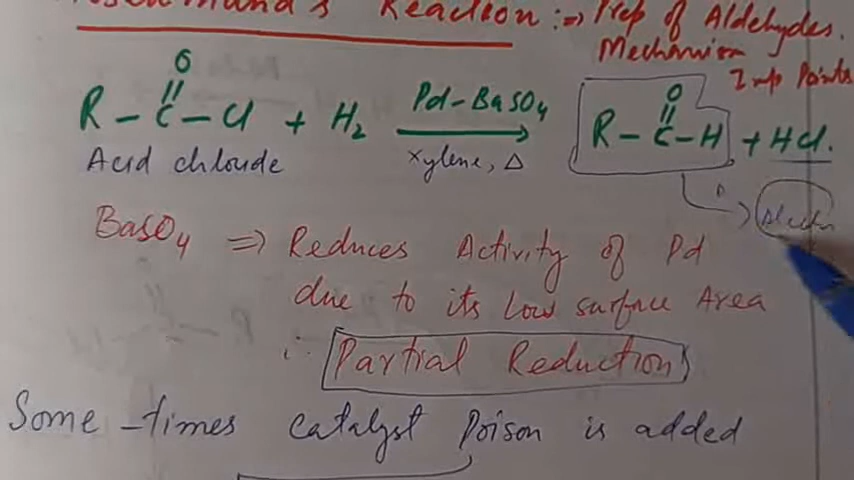 Reaction :⇒ Prep of Aldehydes.
Mechanism
Imp Points
O O
R - C - Cl + H2 Pd-BaSO4 R - C - H + HCl.
Acid chloude xylene, Δ
BaSO4 ⇒ Reduces Activity of Pd
due to its Low surface Area
∴ Partial Reduction
Some -times catalyst Poison is added